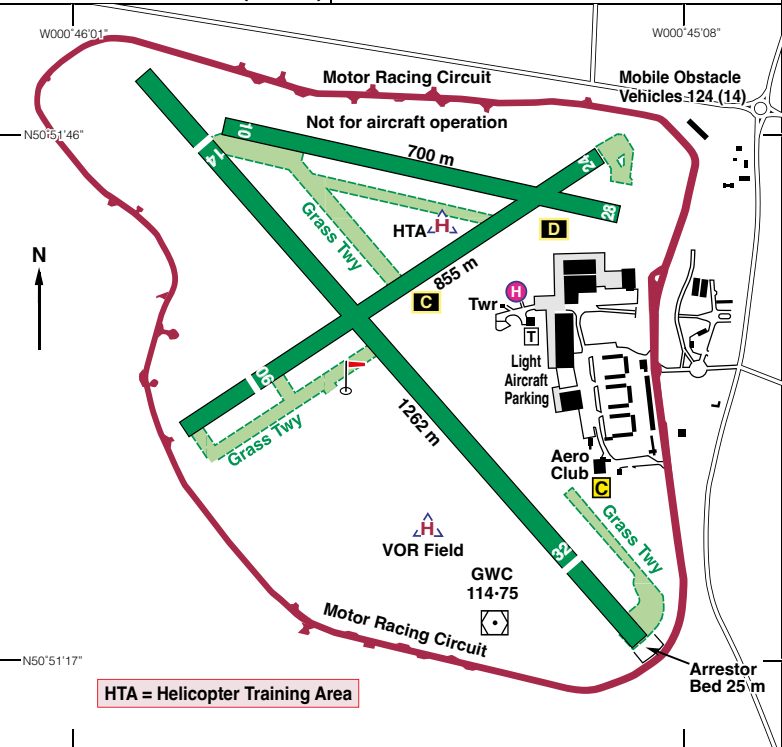 W000˚46'01"
W000˚45'08"
Motor Racing Circuit
Mobile Obstacle
Vehicles 124 (14)
Not for aircraft operation
N50˚51'46"
10
14
700 m
24
28
Grass Twy
HTA
H
D
N
855 m
C
H
Twr
T
Light
Aircraft
Parking
06
1262 m
Grass Twy
Aero
Club
C
Grass Twy
H
VOR Field
32
GWC
114·75
Motor Racing Circuit
N50˚51'17"
Arrestor
Bed 25 m
HTA = Helicopter Training Area